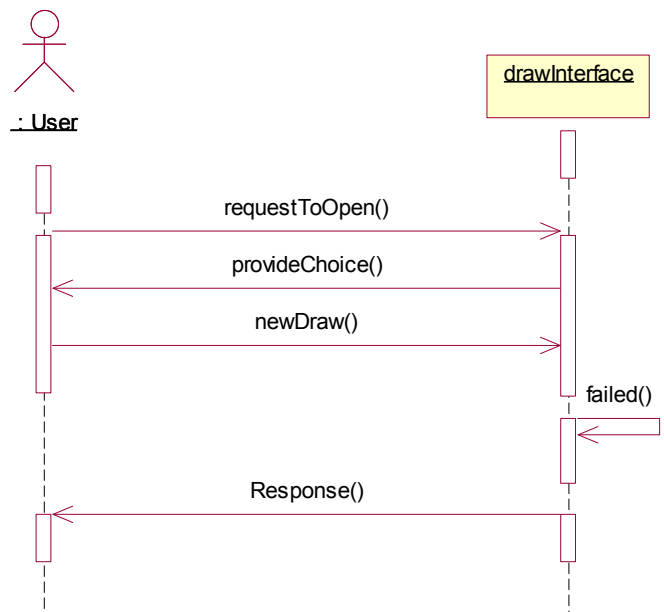 drawInterface
: User
requestToOpen()
provideChoice()
newDraw()
failed()
Response()